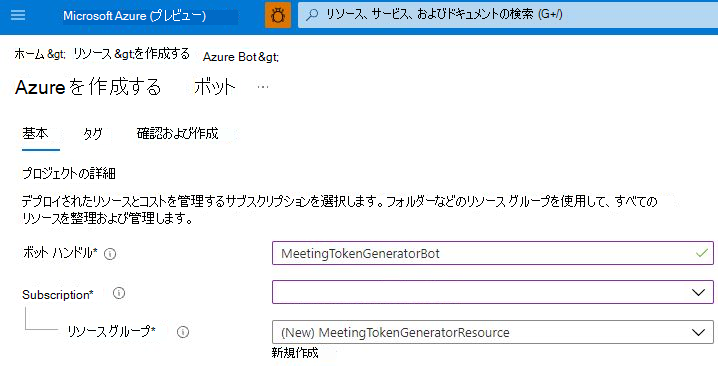 Microsoft Azure (プレビュー)
リソース、サービス、およびドキュメントの検索 (G+/)
ホーム &gt; リソース &gt;を作成する Azure Bot&gt;
Azureを作成する ボット ...
基本 タグ 確認および作成
プロジェクトの詳細
デプロイされたリソースとコストを管理するサブスクリプションを選択します。フォルダーなどのリソース グループを使用して、すべての
リソースを整理および管理します。
ボット ハンドル* MeetingTokenGeneratorBot
Subscription*
リソースグループ* (New) MeetingTokenGeneratorResource
新規作成